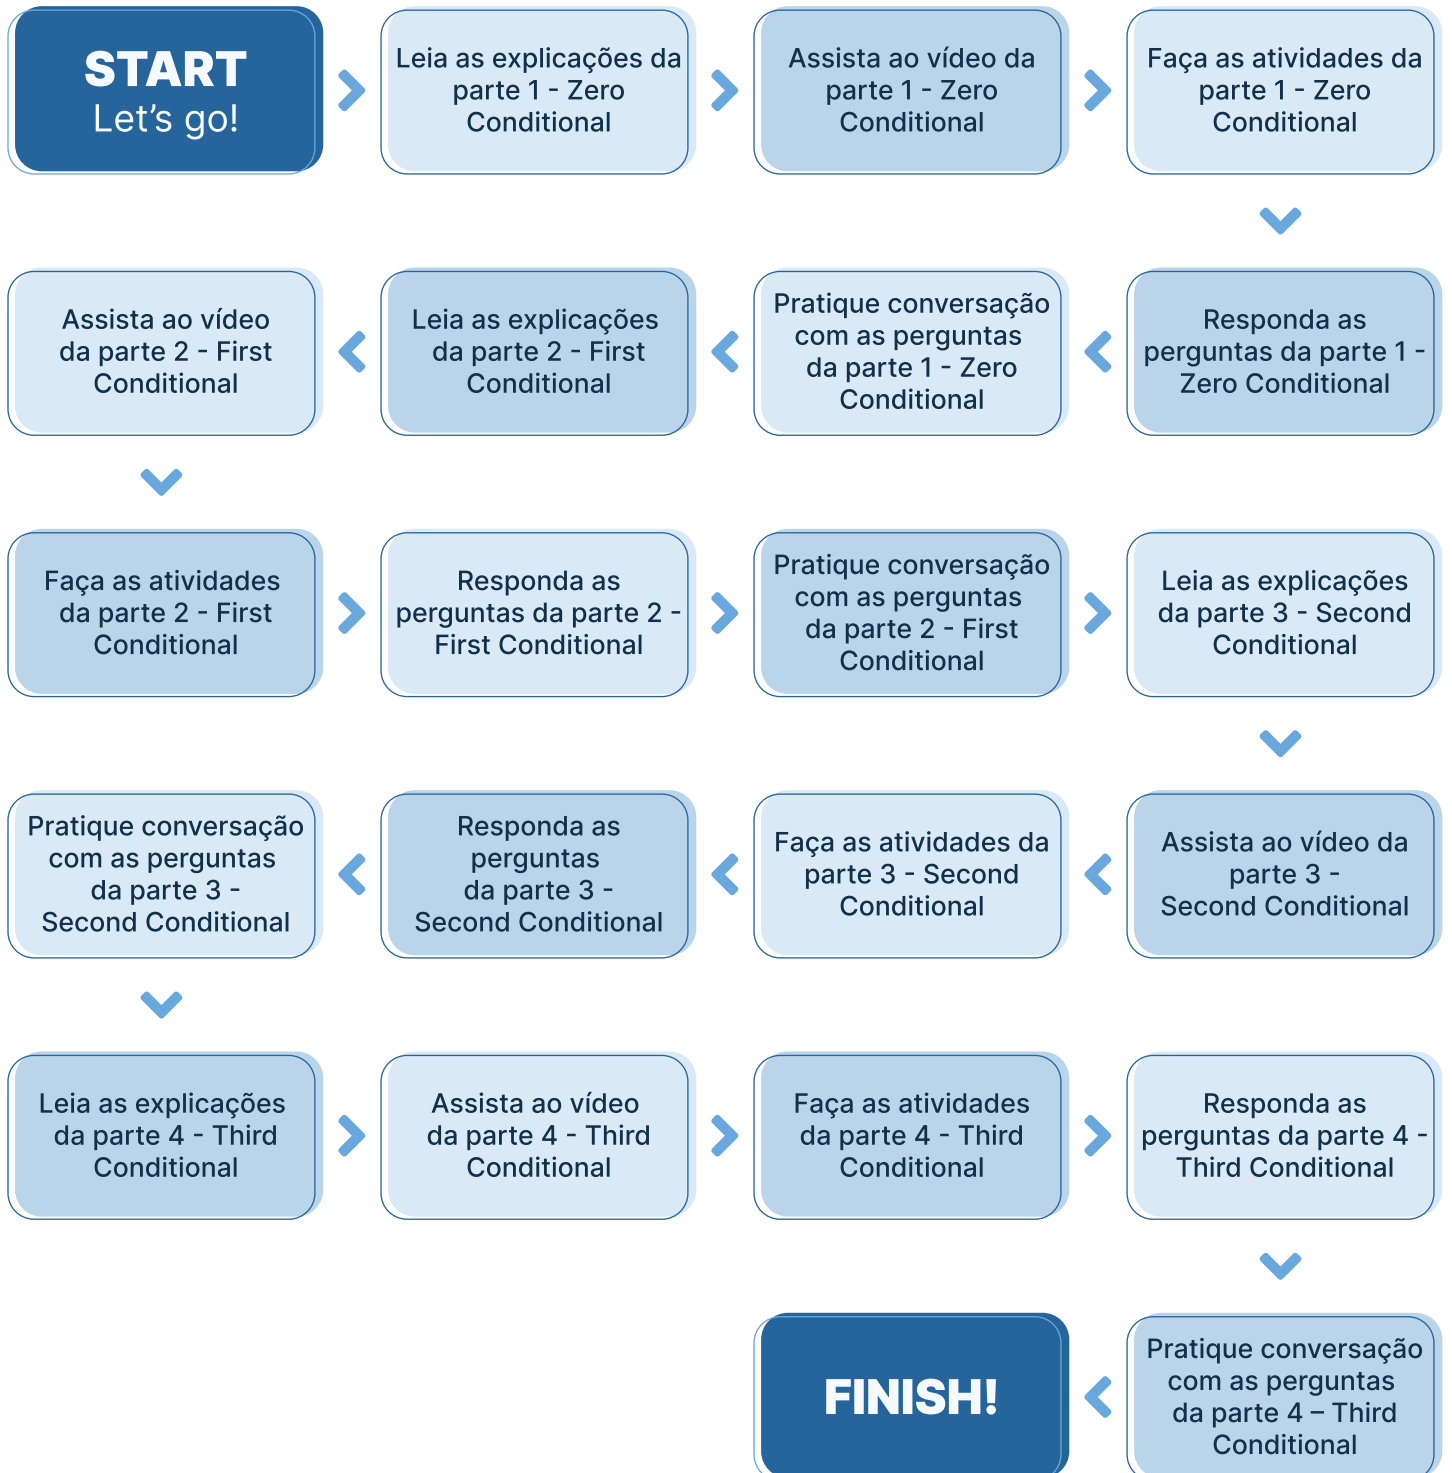 START
Let's go!
Leia as explicações da
parte 1 - Zero
Conditional
Assista ao vídeo da
parte 1 - Zero
Conditional
Faça as atividades da
parte 1 - Zero
Conditional
Responda as
perguntas da parte 1 -
Zero Conditional
Pratique conversação
com as perguntas
da parte 1 - Zero
Conditional
Leia as explicações
da parte 2 - First
Conditional
Assista ao vídeo
da parte 2 - First
Conditional
Faça as atividades
da parte 2 - First
Conditional
Responda as
perguntas da parte 2 -
First Conditional
Pratique conversação
com as perguntas
da parte 2 - First
Conditional
Leia as explicações
da parte 3 - Second
Conditional
Assista ao vídeo da
parte 3 -
Second Conditional
Faça as atividades da
parte 3 - Second
Conditional
Responda as
perguntas
da parte 3 -
Second Conditional
Pratique conversação
com as perguntas
da parte 3 -
Second Conditional
Leia as explicações
da parte 4 - Third
Conditional
Assista ao vídeo
da parte 4 - Third
Conditional
Faça as atividades
da parte 4 - Third
Conditional
Responda as
perguntas da parte 4 -
Third Conditional
Pratique conversação
com as perguntas
da parte 4 – Third
Conditional
FINISH!